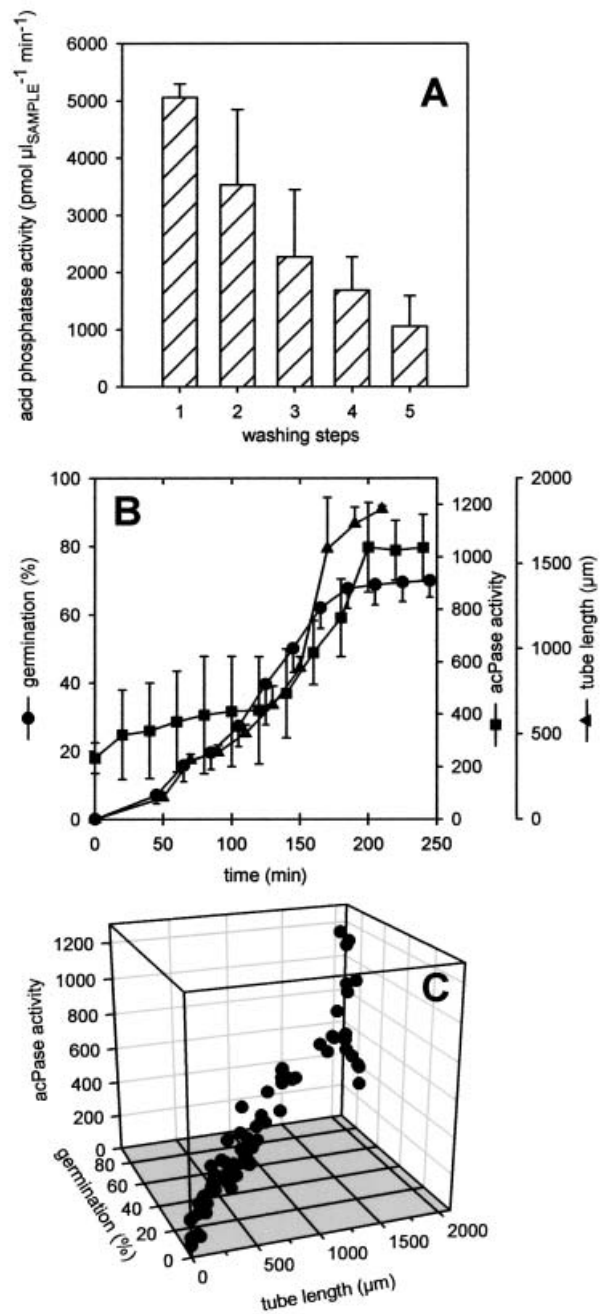 A
acid phosphatase activity (pmol µlSAMPLE-1 min-1)
6000
5000
4000
3000
2000
1000
0
1 2 3 4 5
washing steps
B
germination (%)
100
80
60
40
20
0
0 50 100 150 200 250
time (min)
1200
1000
800
600
400
200
0
acPase activity
2000
1500
1000
500
0
tube length (µm)
C
acPase activity
1200
1000
800
600
400
200
0
80
60
40
20
0
germination (%)
0 500 1000 1500 2000
tube length (µm)